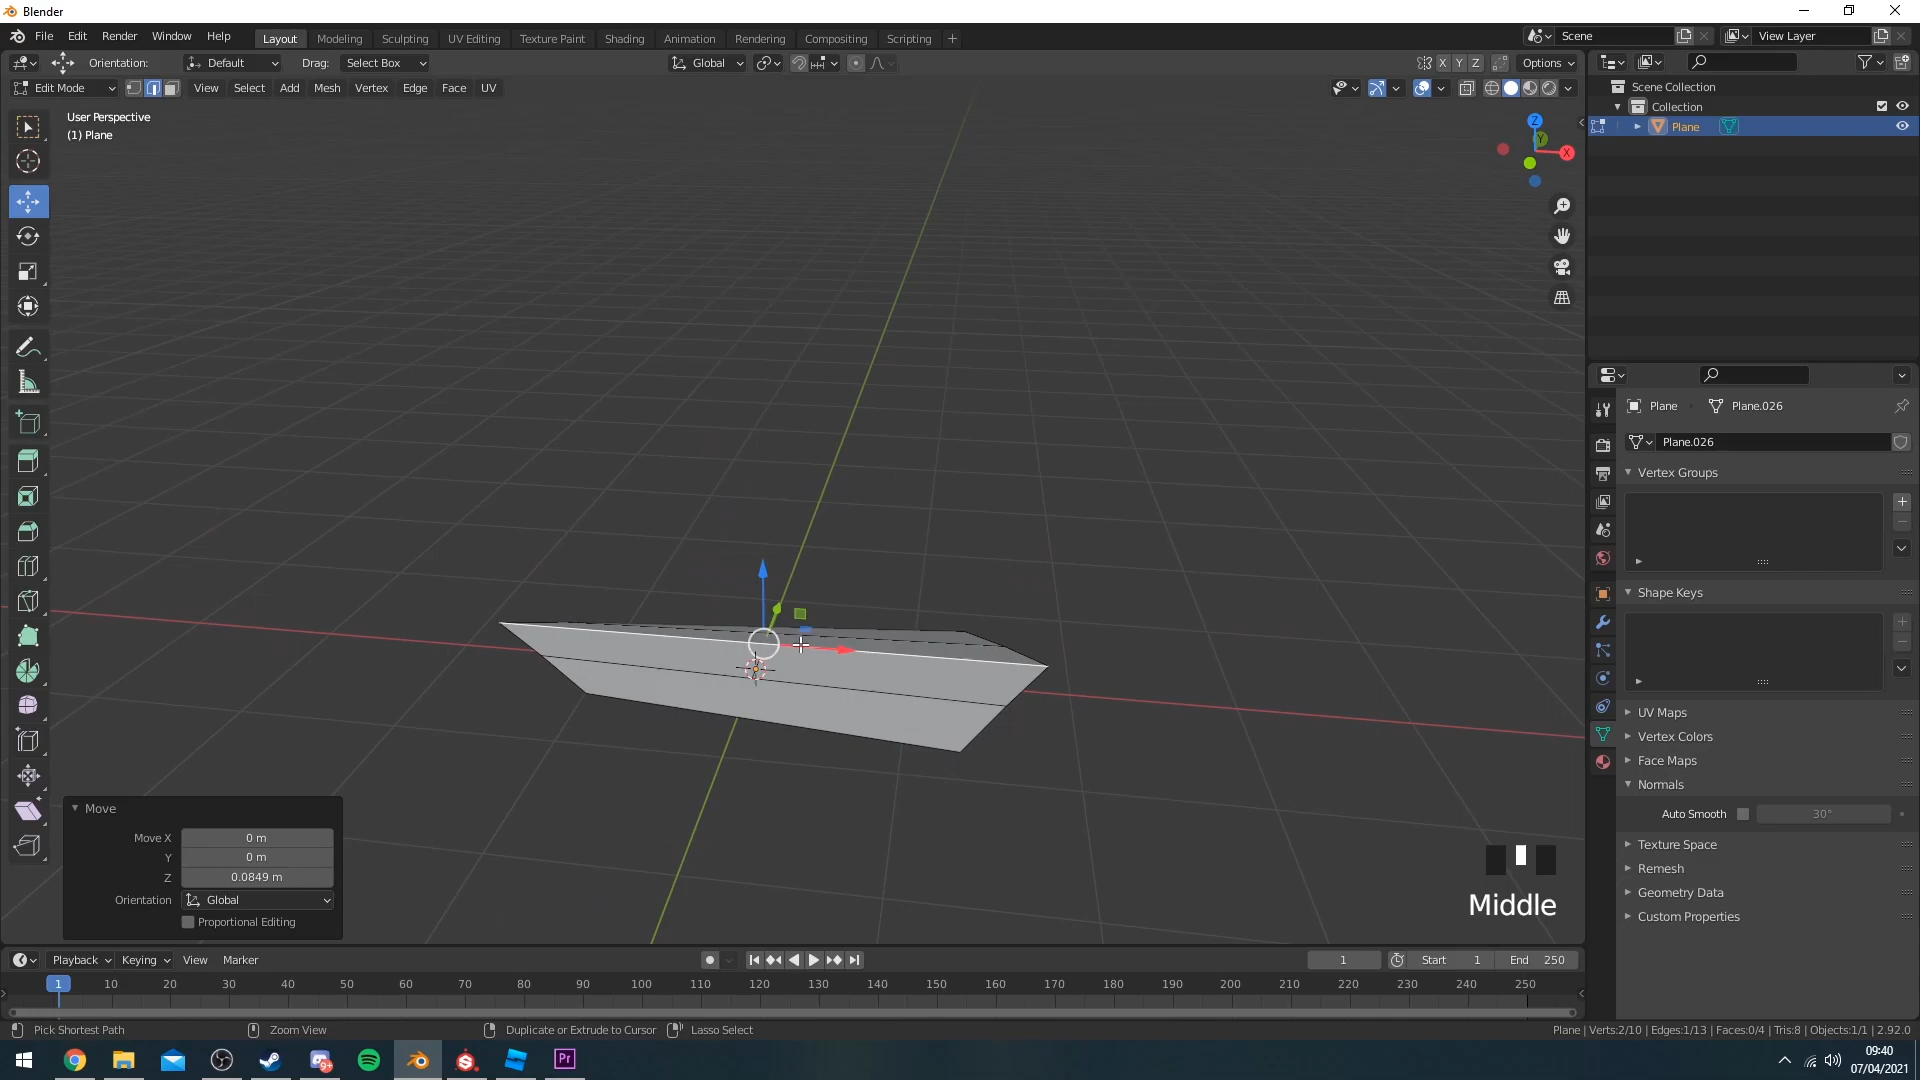 Blender
File Edit Render Window Help
Layout Modeling Sculpting UV Editing Texture Paint Shading Animation Rendering Compositing Scripting +
Scene
View Layer
Orientation: Default Drag: Select Box
Global
X Y Z Options
Edit Mode View Select Add Mesh Vertex Edge Face UV
User Perspective
(1) Plane
Z
Y
X
Scene Collection
Collection
Plane
Plane Plane.026
Plane.026
Vertex Groups
Shape Keys
UV Maps
Vertex Colors
Face Maps
Normals
Auto Smooth 30°
Texture Space
Remesh
Geometry Data
Custom Properties
Move
Move X 0 m
Y 0 m
Z 0.0849 m
Orientation Global
Proportional Editing
Middle
Playback Keying View Marker
1 Start 1 End 250
1 10 20 30 40 50 60 70 80 90 100 110 120 130 140 150 160 170 180 190 200 210 220 230 240 250
Pick Shortest Path Zoom View Duplicate or Extrude to Cursor Lasso Select
Plane | Verts:2/10 | Edges:1/13 | Faces:0/4 | Tris:8 | Objects:1/1 | 2.92.0
9+
Pr
09:40
07/04/2021